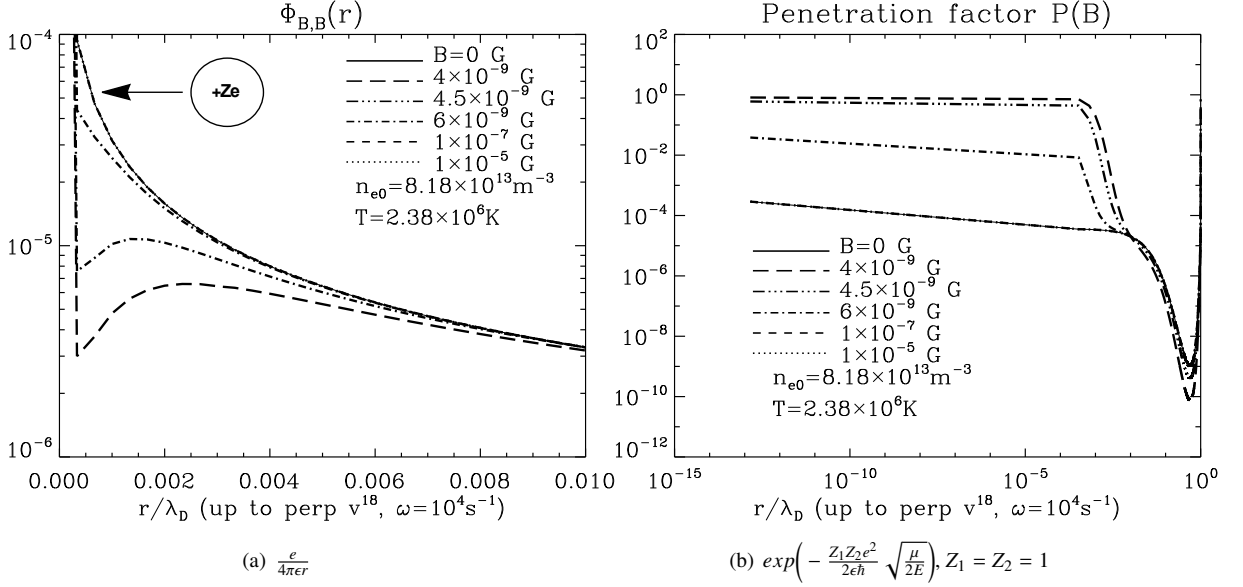 Φ_B,B(r)
10^-4
10^-5
10^-6
+Ze
B=0 G
4×10^-9 G
4.5×10^-9 G
6×10^-9 G
1×10^-7 G
1×10^-5 G
n_e0=8.18×10^13 m^-3
T=2.38×10^6 K
0.000 0.002 0.004 0.006 0.008 0.010
r/λ_D (up to perp v^18, ω=10^4 s^-1)
(a) e/4πϵr
Penetration factor P(B)
10^2
10^0
10^-2
10^-4
10^-6
10^-8
10^-10
10^-12
B=0 G
4×10^-9 G
4.5×10^-9 G
6×10^-9 G
1×10^-7 G
1×10^-5 G
n_e0=8.18×10^13 m^-3
T=2.38×10^6 K
10^-15 10^-10 10^-5 10^0
r/λ_D (up to perp v^18, ω=10^4 s^-1)
(b) exp(− Z_1Z_2e^2/2ϵħ √(μ/2E)), Z_1 = Z_2 = 1